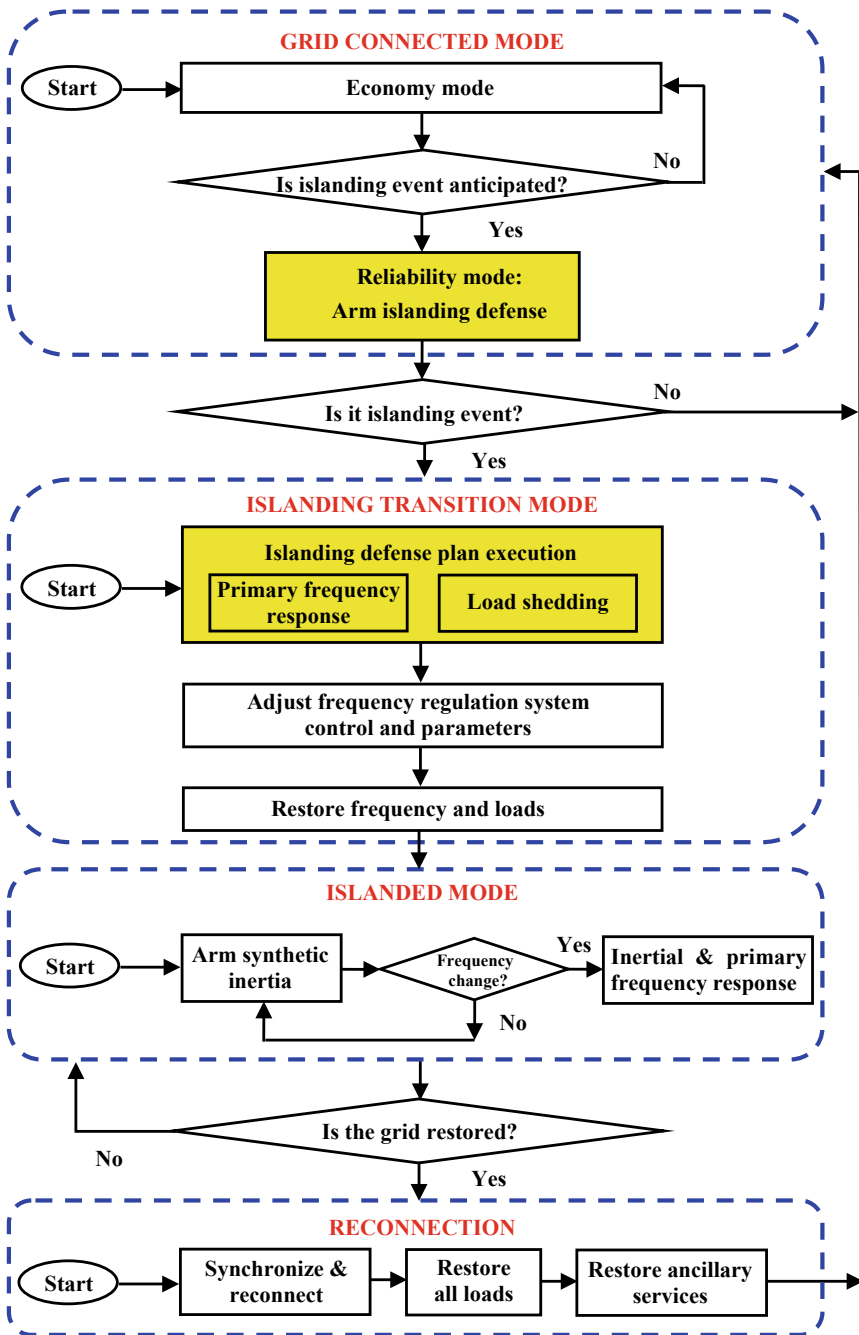 GRID CONNECTED MODE
Start
Economy mode
No
Is islanding event anticipated?
Yes
Reliability mode:
Arm islanding defense
No
Is it islanding event?
Yes
ISLANDING TRANSITION MODE
Islanding defense plan execution
Start
Primary frequency
response
Load shedding
Adjust frequency regulation system
control and parameters
Restore frequency and loads
ISLANDED MODE
Start
Arm synthetic
inertia
Frequency
change?
Yes
Inertial & primary
frequency response
No
Is the grid restored?
No
Yes
RECONNECTION
Start
Synchronize &
reconnect
Restore
all loads
Restore ancillary
services